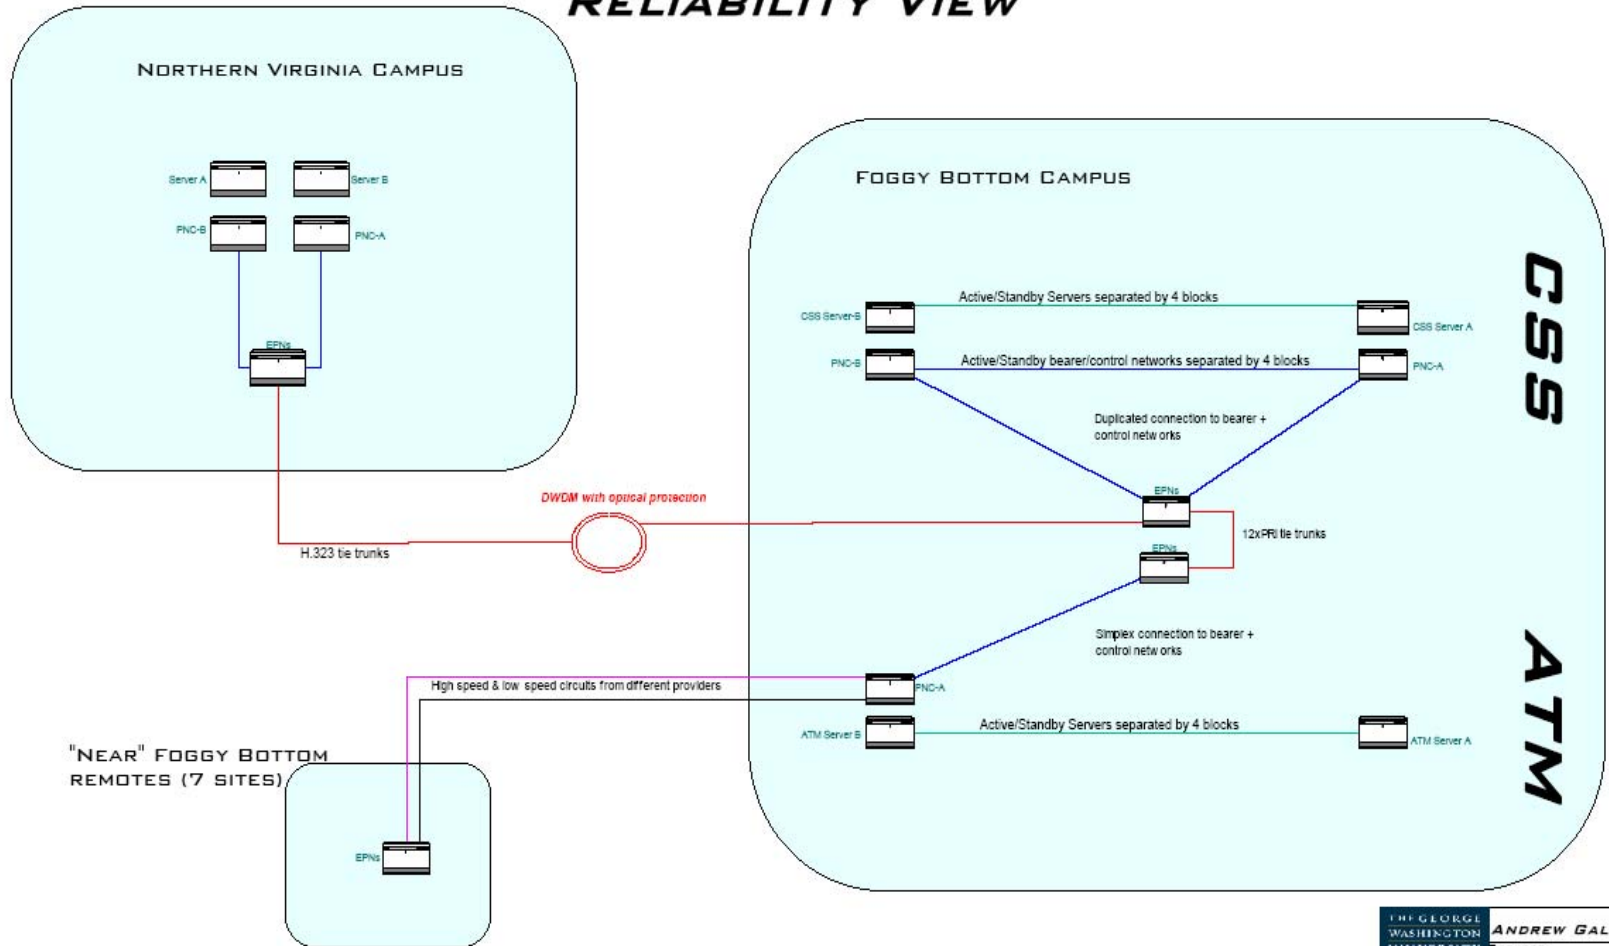 RELIABILITY VIEW
NORTHERN VIRGINIA CAMPUS
Server A
Server B
PNC-B
PNC-A
EPNs
FOGGY BOTTOM CAMPUS
CSS
CSS Server-B
Active/Standby Servers separated by 4 blocks
CSS Server A
PNC-B
Active/Standby bearer/control networks separated by 4 blocks
PNC-A
Duplicated connection to bearer +
control netw orks
EPNs
DWDM with optical protection
H.323 tie trunks
12xPRI tie trunks
EPNs
Simplex connection to bearer +
control netw orks
ATM
PNC-A
High speed & low speed circuits from different providers
ATM Server B
Active/Standby Servers separated by 4 blocks
ATM Server A
"NEAR" FOGGY BOTTOM
REMOTES (7 SITES)
EPNs
THE GEORGE
WASHINGTON
ANDREW GAL